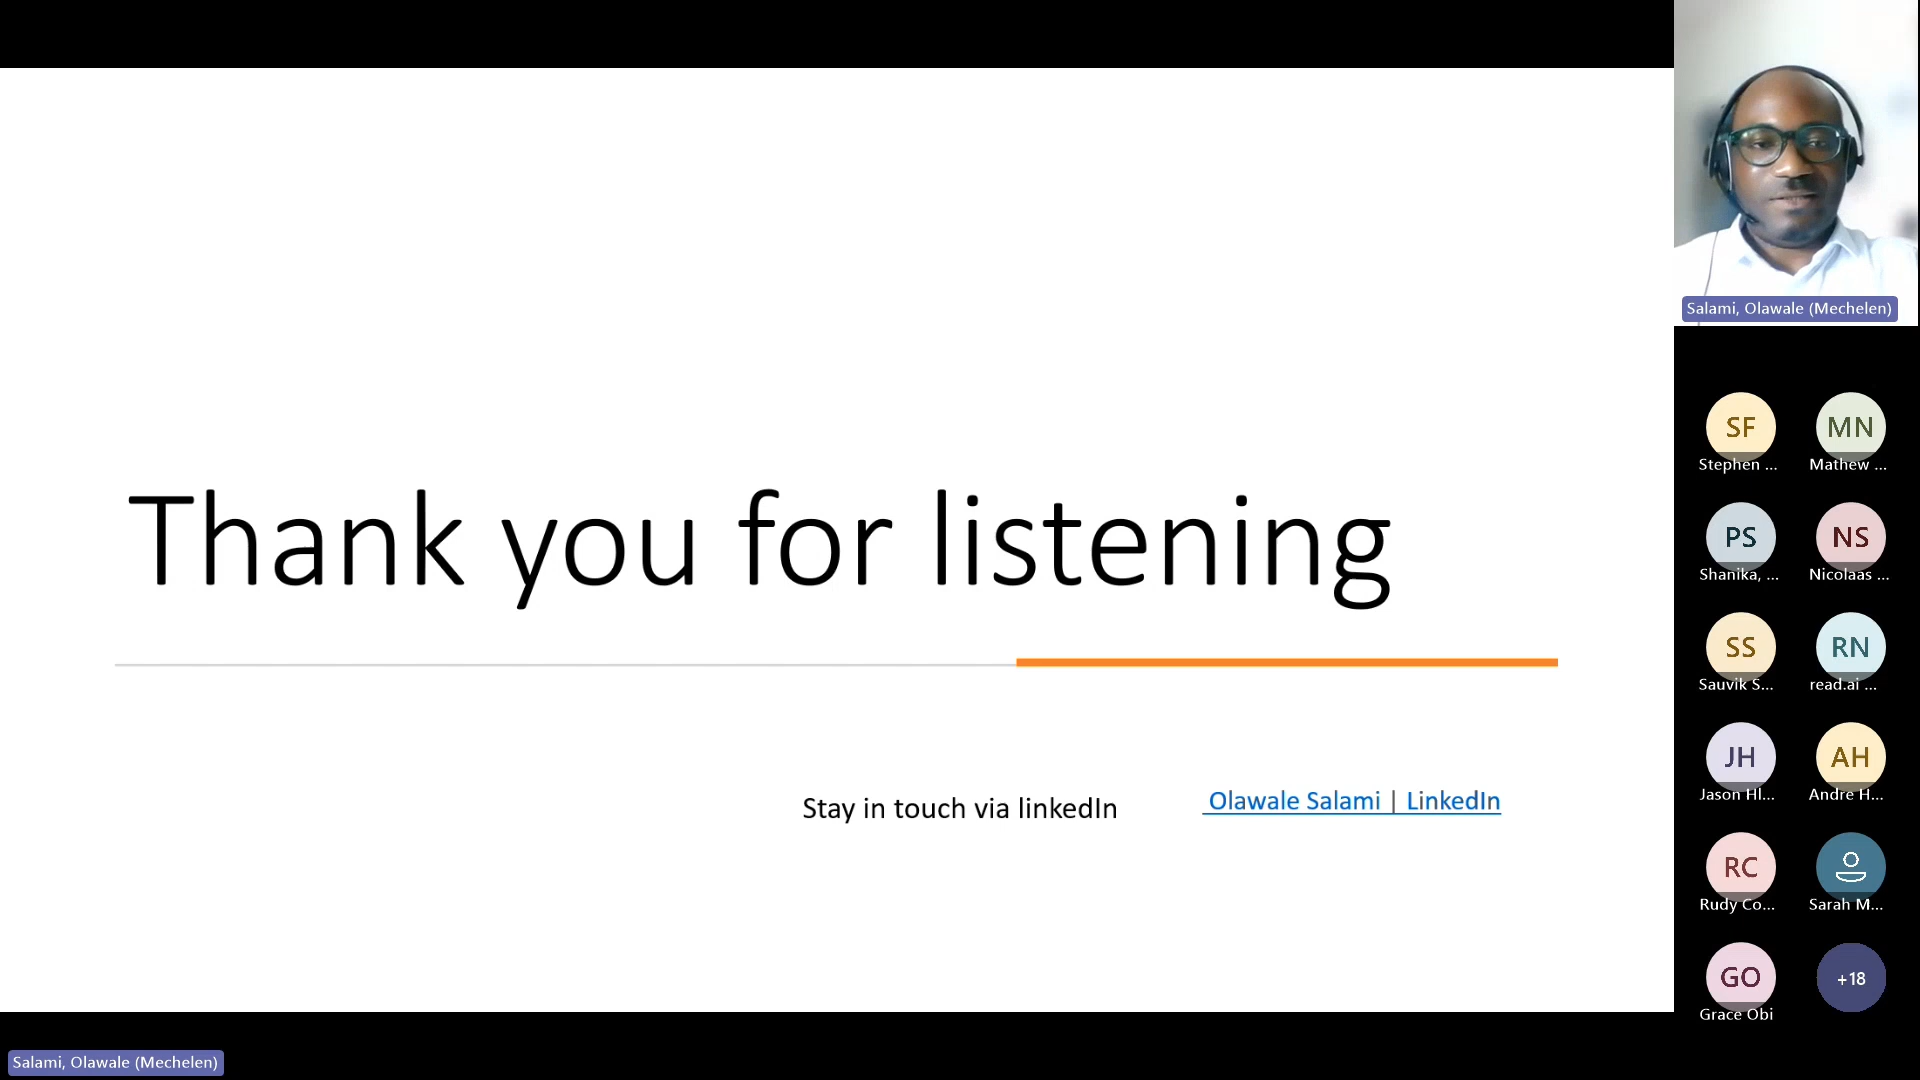 Thank you for listening
Stay in touch via linkedIn
Olawale Salami | LinkedIn
Salami, Olawale (Mechelen)
SF
Stephen ...
MN
Mathew ...
PS
Shanika, ...
NS
Nicolaas ...
SS
Sauvik S...
RN
read.ai ...
JH
Jason Hl...
AH
Andre H...
RC
Rudy Co...
Sarah M...
GO
Grace Obi
+18
Salami, Olawale (Mechelen)